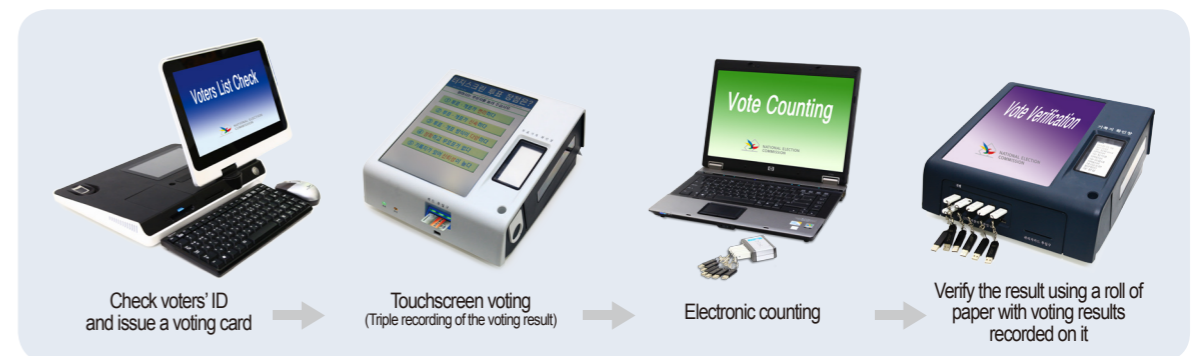 Voters List Check
NATIONAL ELECTION
COMMISSION
Vote Counting
NATIONAL ELECTION
COMMISSION
Vote Verification
NATIONAL ELECTION
COMMISSION
Check voters' ID
and issue a voting card
Touchscreen voting
(Triple recording of the voting result)
Electronic counting
Verify the result using a roll of
paper with voting results
recorded on it